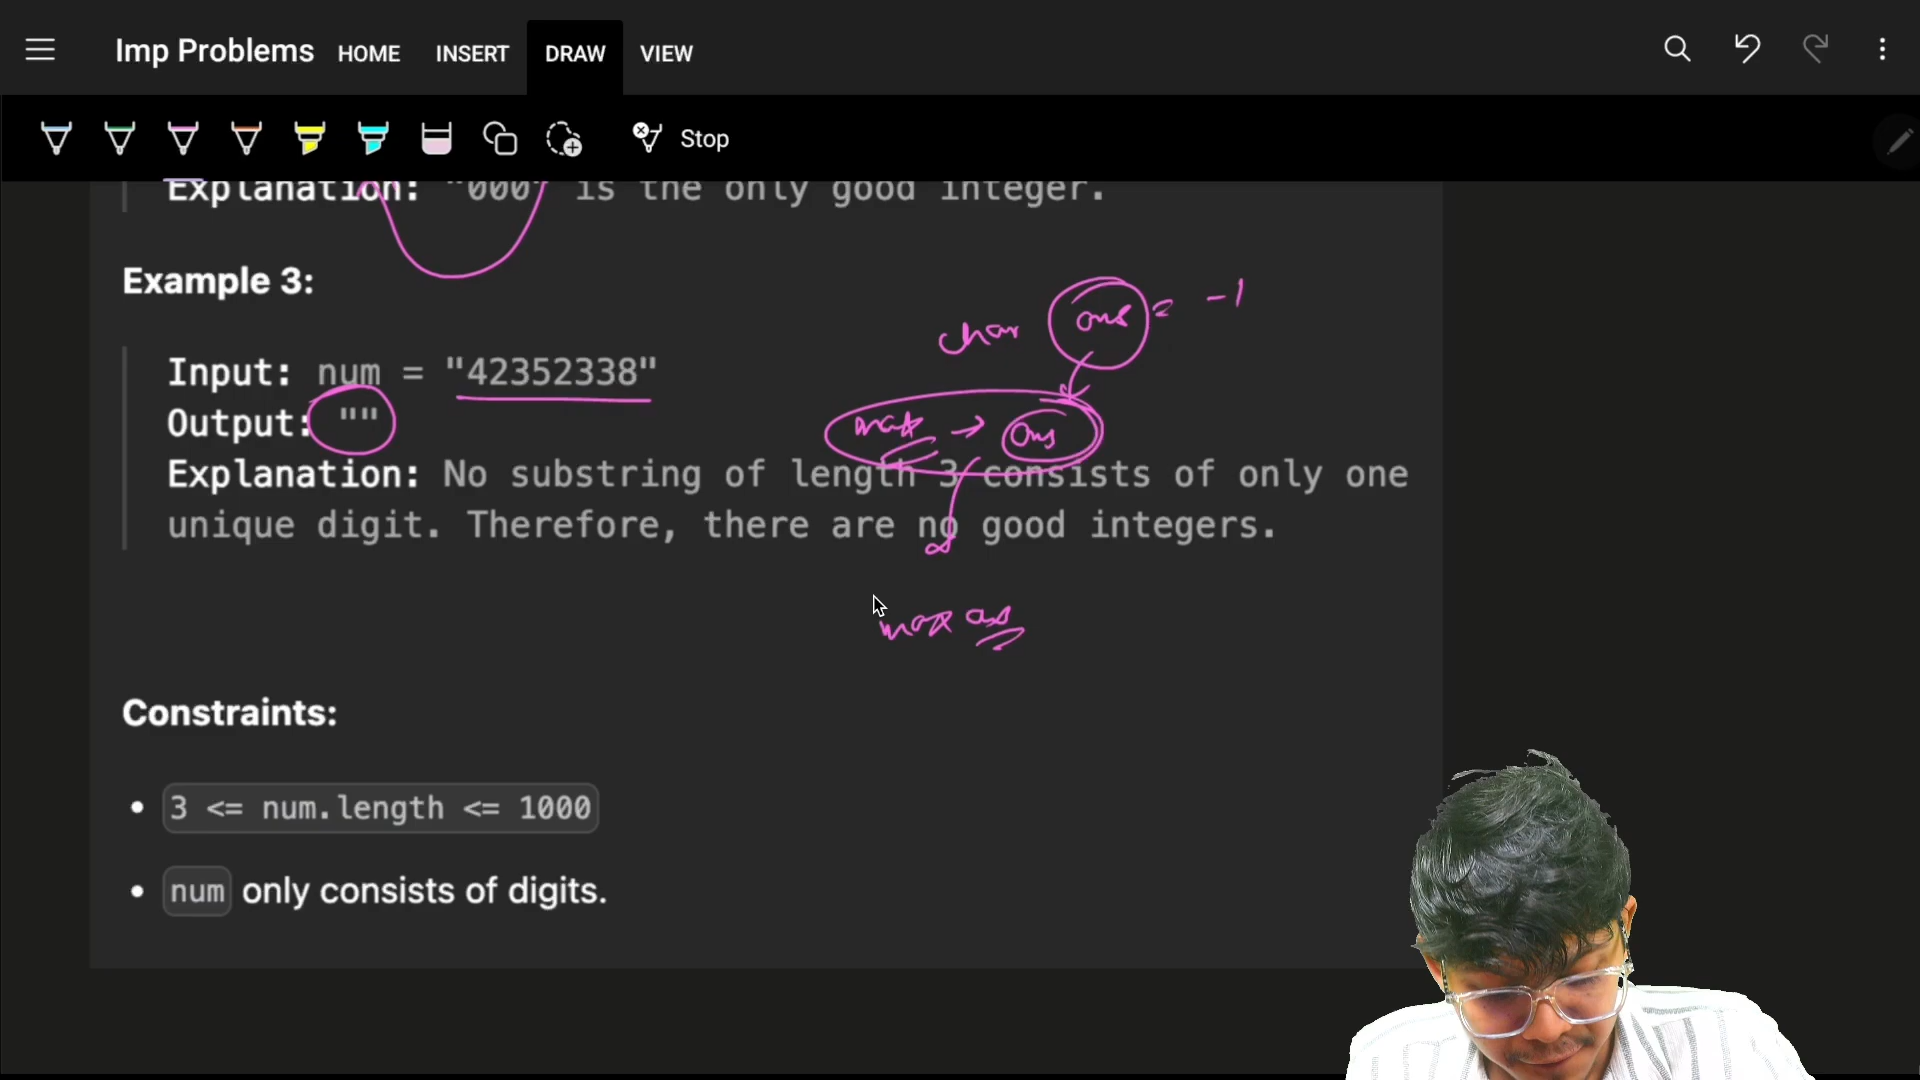 Imp Problems HOME INSERT DRAW VIEW
Stop
Explanation: "000" is the only good integer.
Example 3:
char ans = -1
Input: num = "42352338"
Output: ""
max → ans
Explanation: No substring of length 3 consists of only one
unique digit. Therefore, there are no good integers.
max
Constraints:
3 <= num.length <= 1000
num only consists of digits.